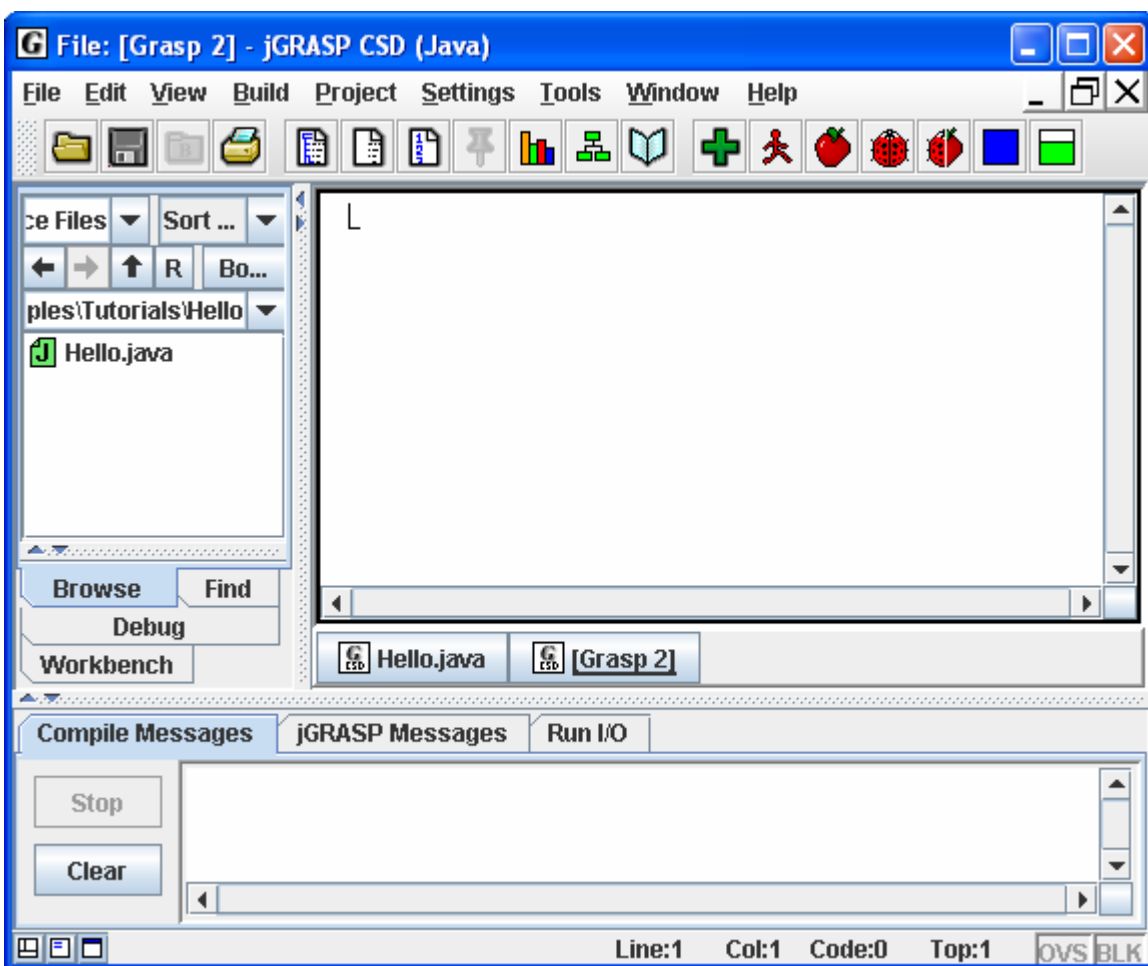 File: [Grasp 2] - jGRASP CSD (Java)
File Edit View Build Project Settings Tools Window Help
ce Files Sort ...
R Bo...
ples\Tutorials\Hello
Hello.java
Browse Find
Debug
Workbench
Hello.java [Grasp 2]
Compile Messages jGRASP Messages Run I/O
Stop
Clear
Line:1 Col:1 Code:0 Top:1 OVS BLK